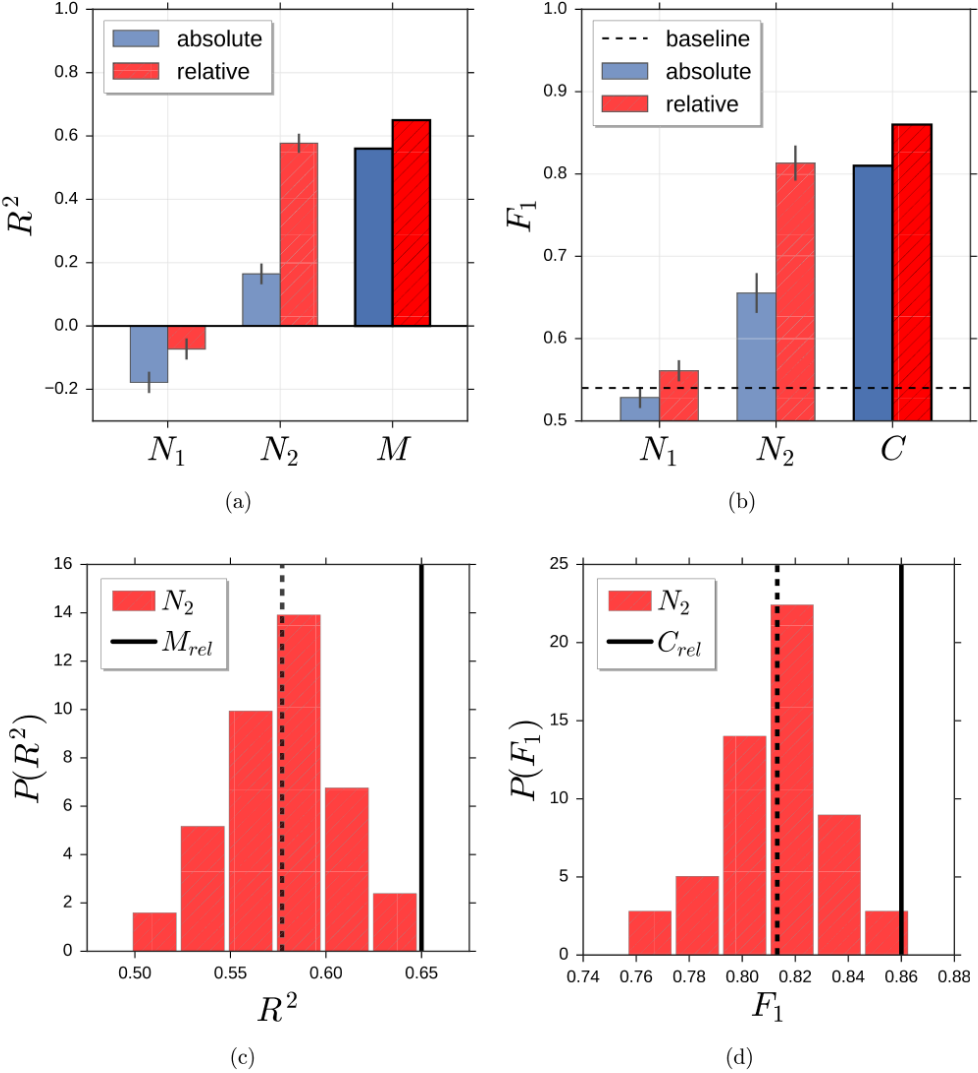 1.0
0.8
0.6
0.4
0.2
0.0
−0.2
R²
absolute
relative
N₁ N₂ M
(a)
1.0
0.9
0.8
0.7
0.6
0.5
F₁
baseline
absolute
relative
N₁ N₂ C
(b)
16
14
12
10
8
6
4
2
0
P(R²)
N₂
M_rel
0.50 0.55 0.60 0.65
R²
(c)
25
20
15
10
5
0
P(F₁)
N₂
C_rel
0.74 0.76 0.78 0.80 0.82 0.84 0.86 0.88
F₁
(d)